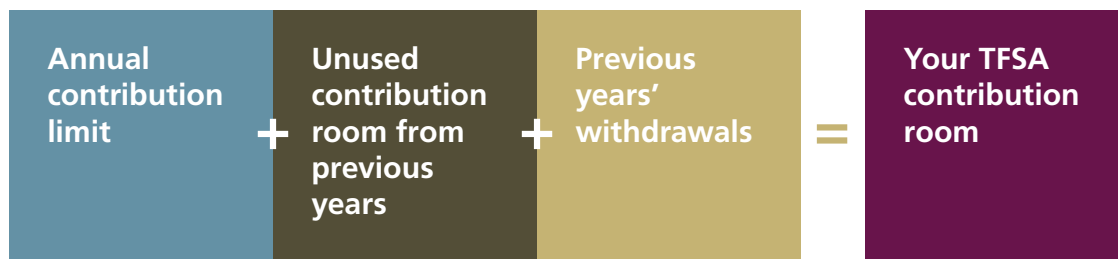 Annual
contribution
limit
+
Unused
contribution
room from
previous
years
+
Previous
years’
withdrawals
=
Your TFSA
contribution
room